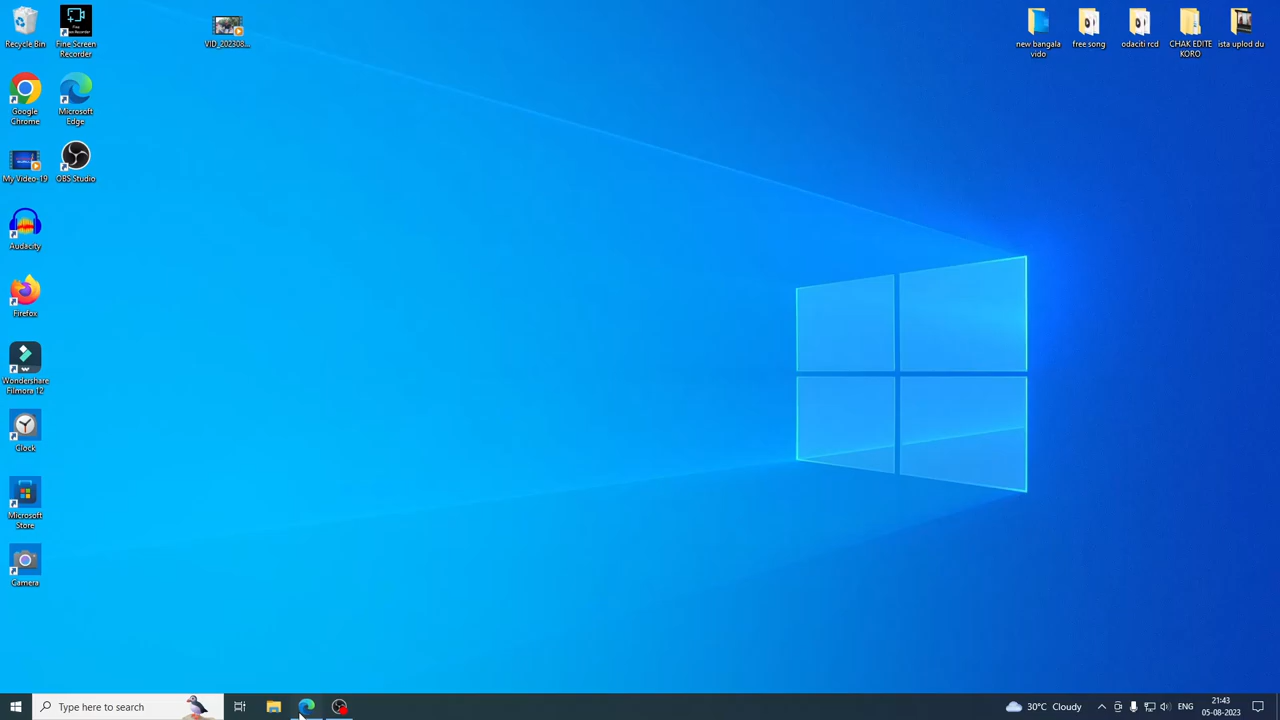 Recycle Bin
Fine Screen
Recorder
VID_202308...
new bangala
vido
free song
odaciti rcd
CHAK EDITE
KORO
ista uplod du
Google
Chrome
Microsoft
Edge
My Video-19
OBS Studio
Audacity
Firefox
Wondershare
Filmora 12
Clock
Microsoft
Store
Camera
Type here to search
30°C Cloudy
ENG
21:43
05-08-2023